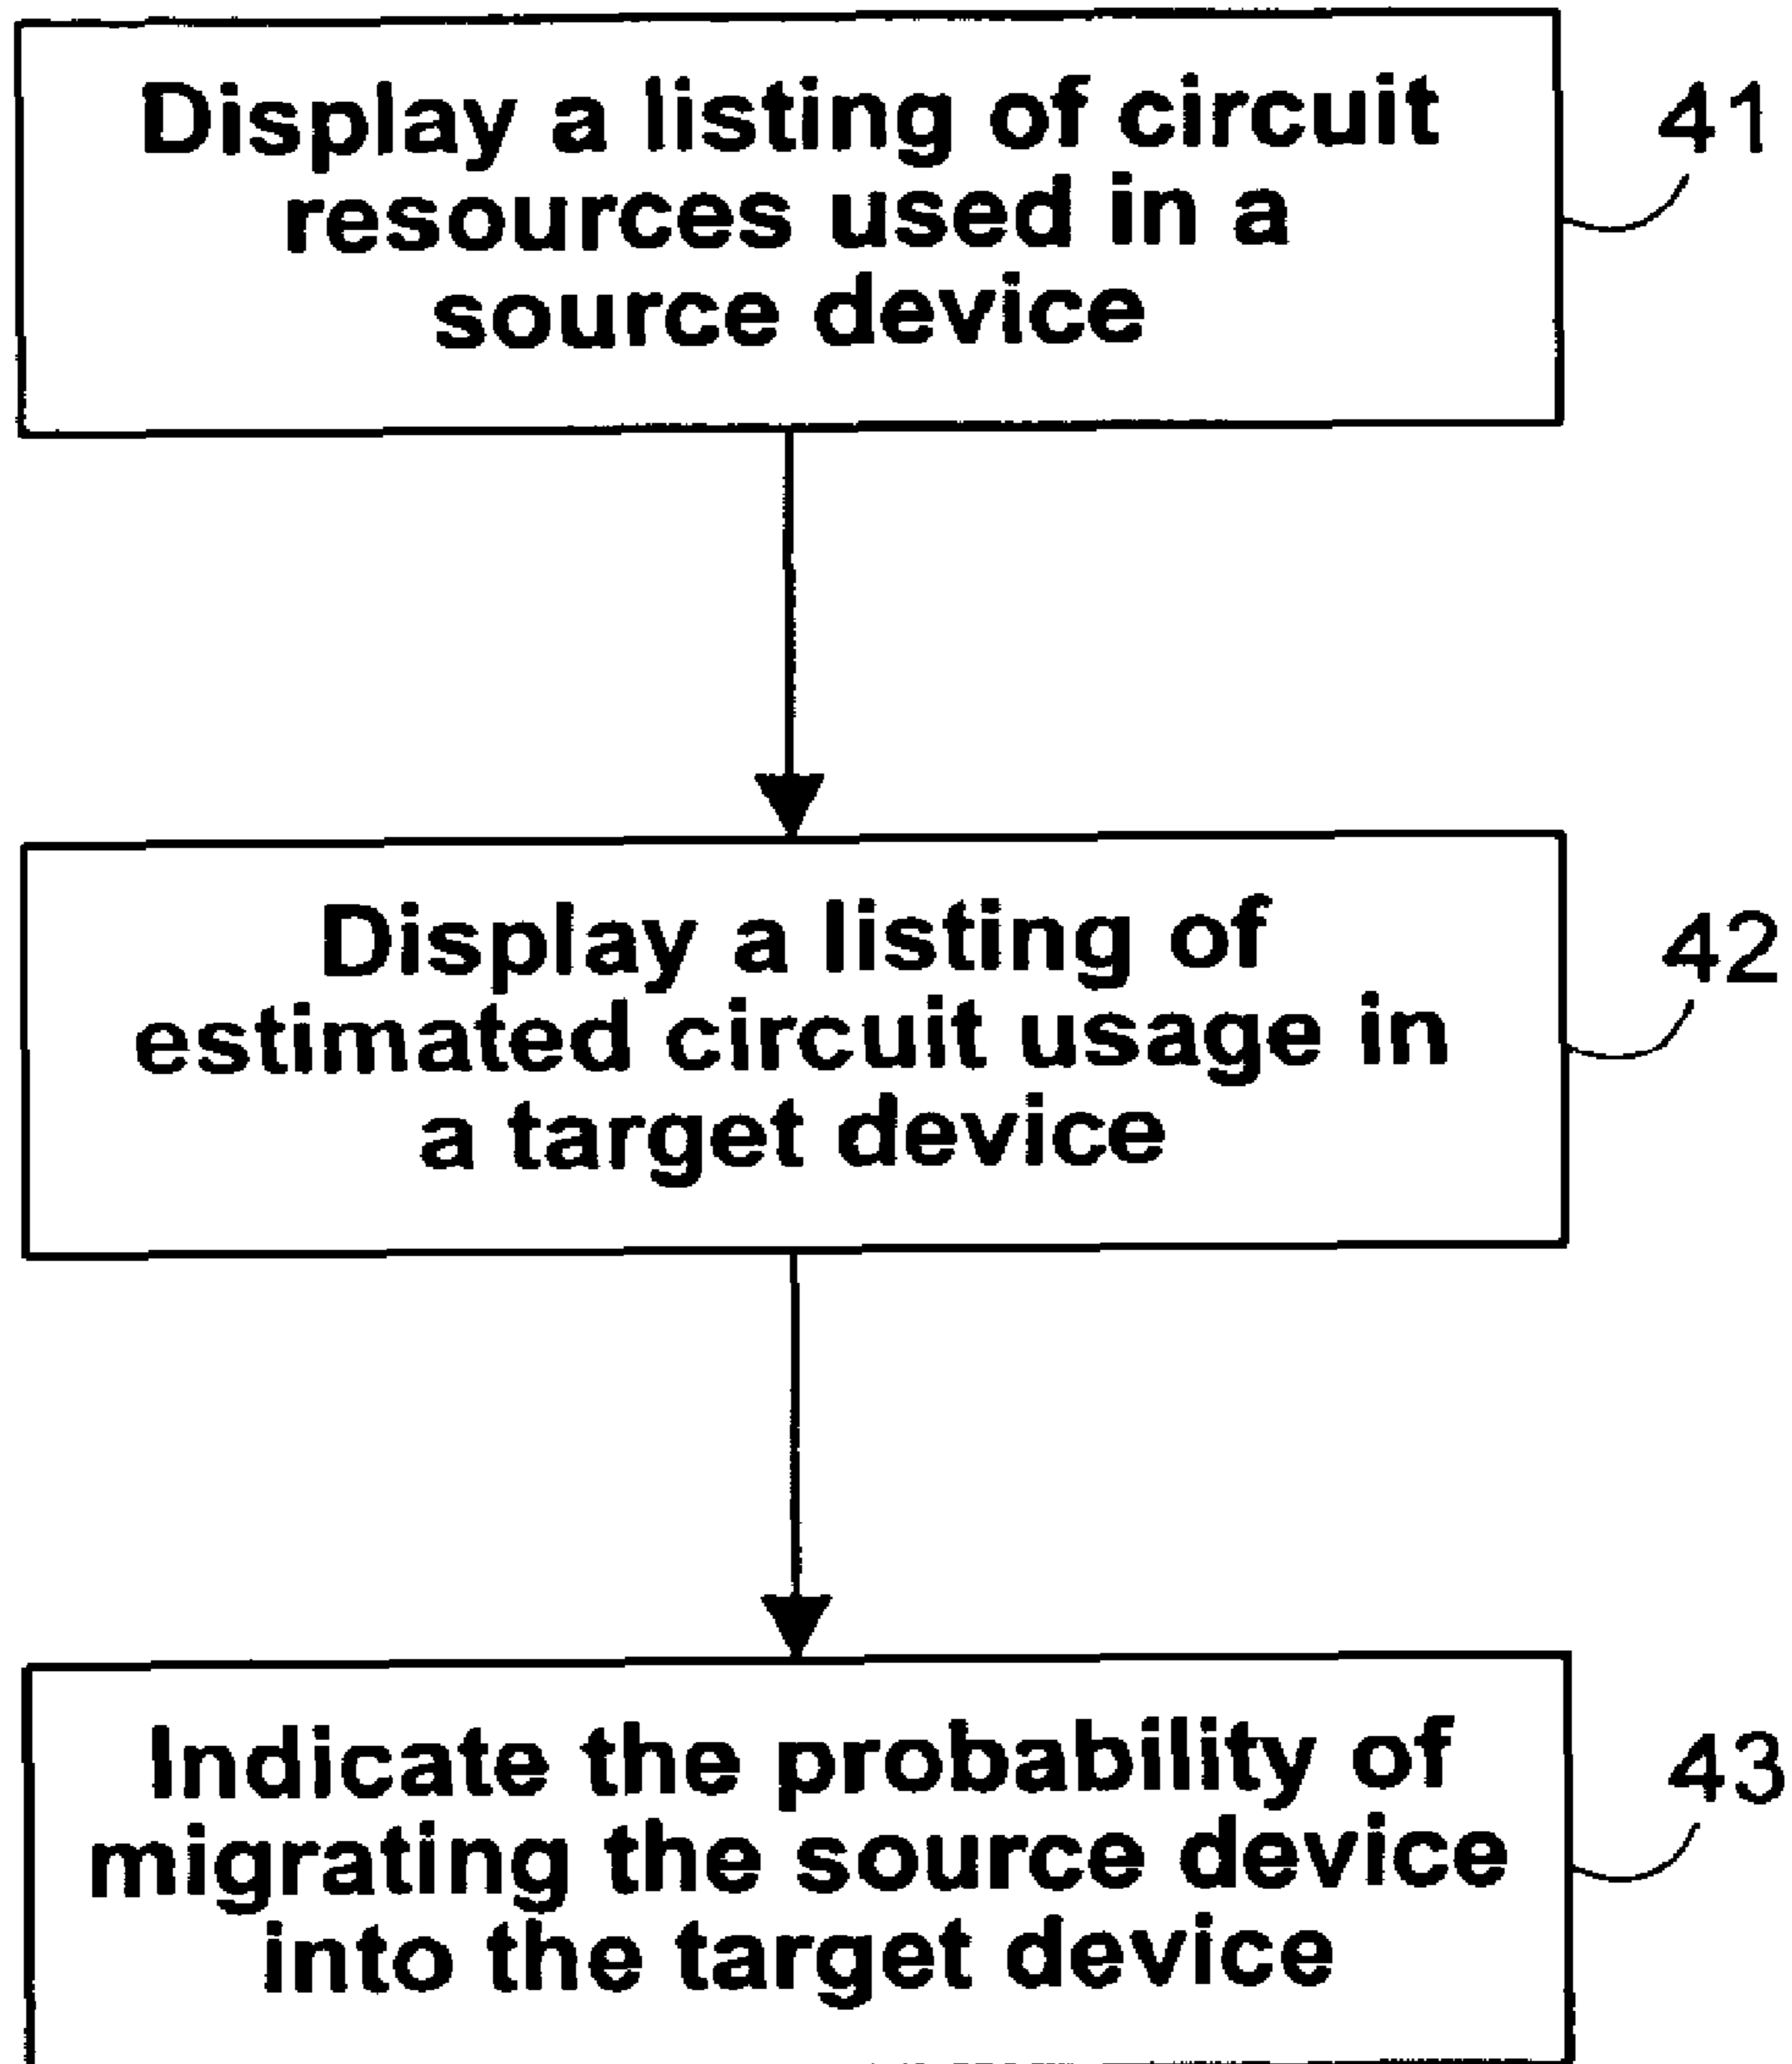 Display a listing of circuit
resources used in a
source device
41
Display a listing of
estimated circuit usage in
a target device
42
Indicate the probability of
migrating the source device
into the target device
43